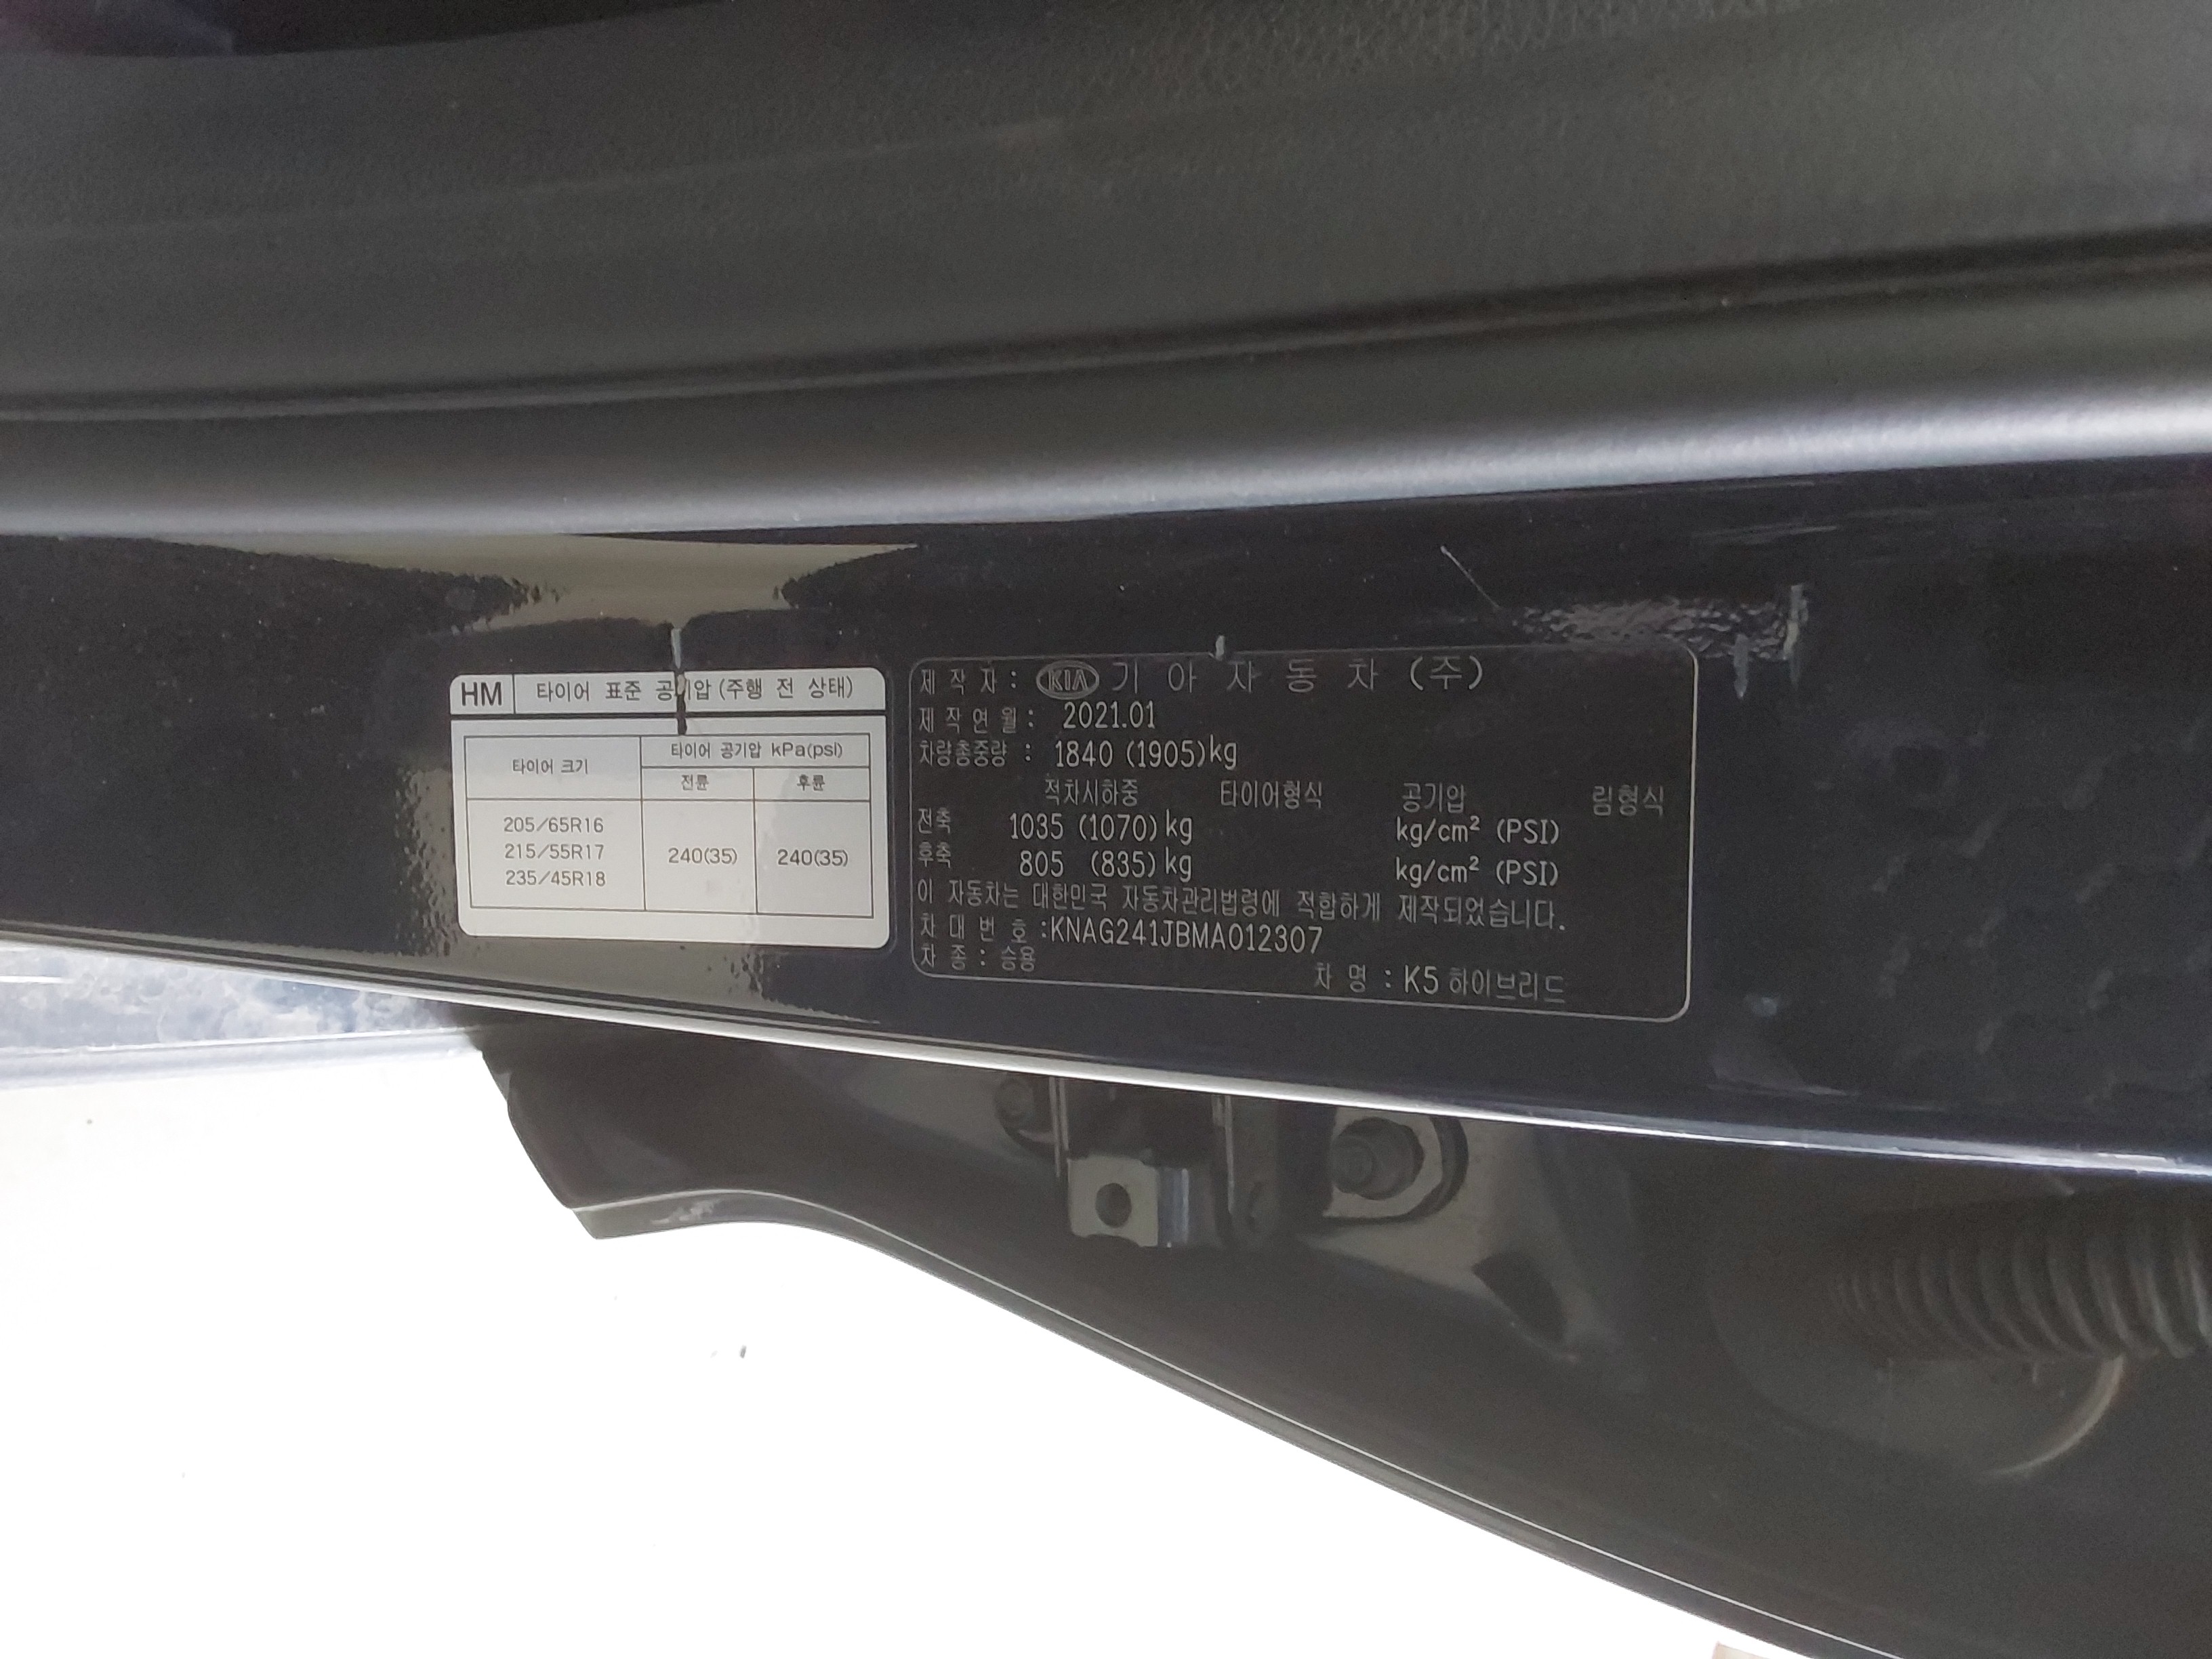 HM 타이어 표준 공기압 (주행 전 상태)
타이어 크기
타이어 공기압 kPa(psi)
전륜 후륜
205/65R16
215/55R17
235/45R18
240(35) 240(35)
제작자 : KIA 기아자동차 (주)
제작연월 : 2021.01
차량총중량 : 1840 (1905)kg
적차시하중 타이어형식 공기압 림형식
전축 1035 (1070)kg kg/cm² (PSI)
후축 805 (835)kg kg/cm² (PSI)
이 자동차는 대한민국 자동차관리법령에 적합하게 제작되었습니다.
차대번호 :KNAG241JBMA012307
차종 : 승용 차명 : K5 하이브리드